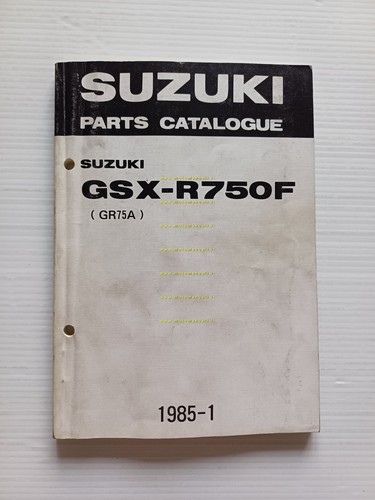 SUZUKI
PARTS CATALOGUE
SUZUKI
GSX-R750F
( GR75A )
1985-1